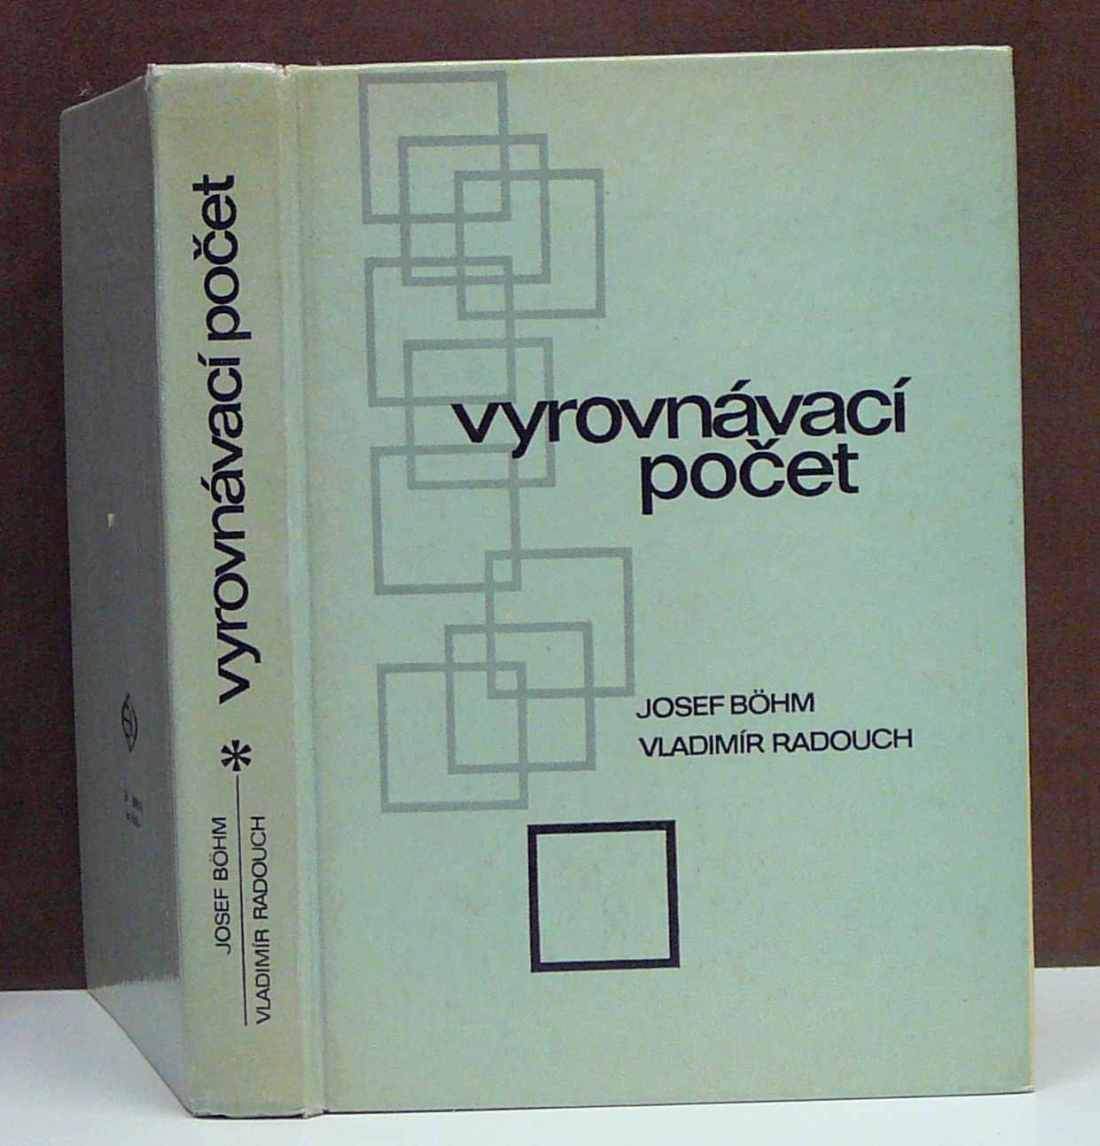 vyrovnávací
počet
JOSEF BÖHM
VLADIMÍR RADOUCH
vyrovnávací počet
*
JOSEF BÖHM
VLADIMÍR RADOUCH